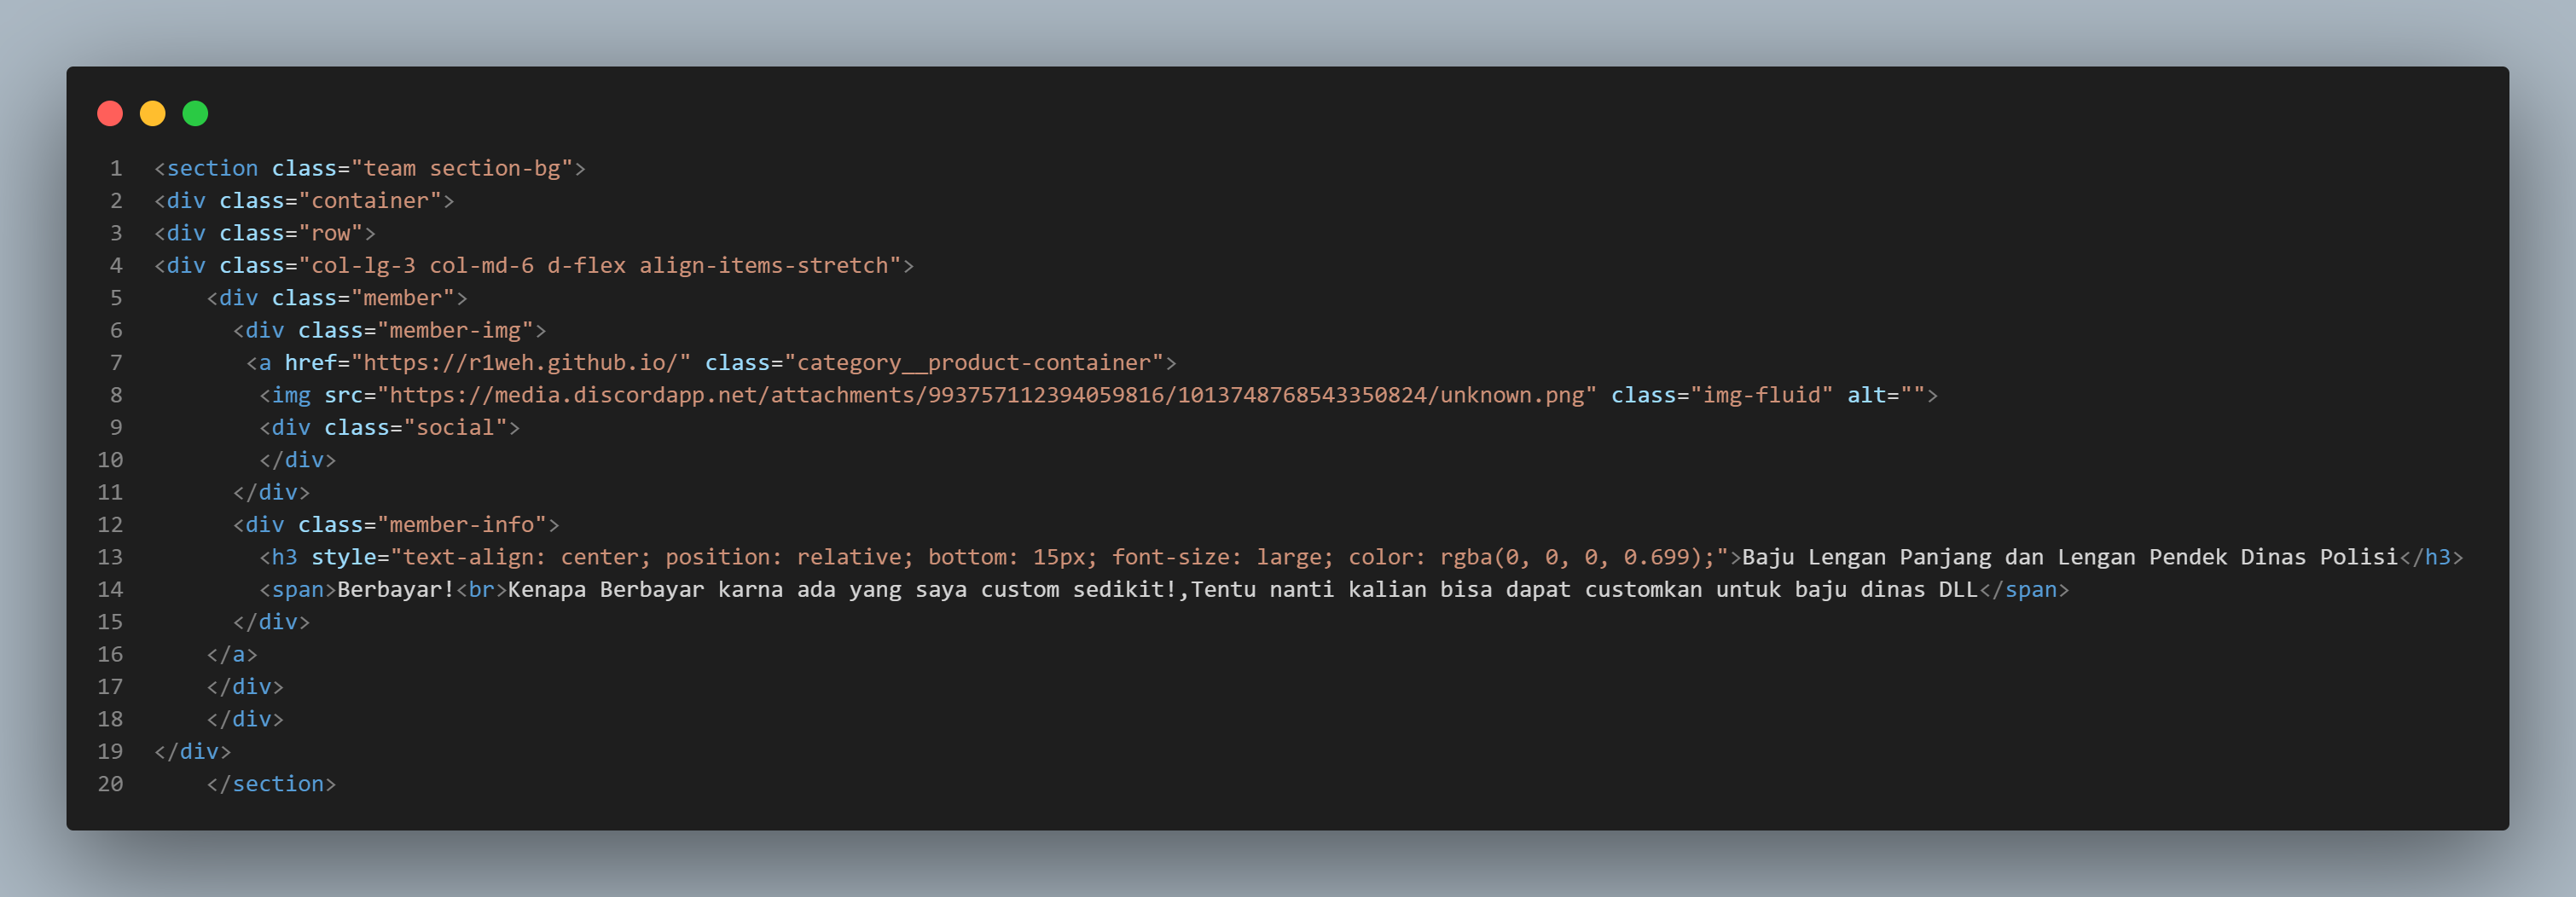 1 <section class="team section-bg">
2 <div class="container">
3 <div class="row">
4 <div class="col-lg-3 col-md-6 d-flex align-items-stretch">
5     <div class="member">
6       <div class="member-img">
7        <a href="https://r1weh.github.io/" class="category__product-container">
8         <img src="https://media.discordapp.net/attachments/993757112394059816/1013748768543350824/unknown.png" class="img-fluid" alt="">
9         <div class="social">
10         </div>
11       </div>
12       <div class="member-info">
13         <h3 style="text-align: center; position: relative; bottom: 15px; font-size: large; color: rgba(0, 0, 0, 0.699);">Baju Lengan Panjang dan Lengan Pendek Dinas Polisi</h3>
14         <span>Berbayar!<br>Kenapa Berbayar karna ada yang saya custom sedikit!,Tentu nanti kalian bisa dapat customkan untuk baju dinas DLL</span>
15       </div>
16     </a>
17     </div>
18     </div>
19 </div>
20     </section>